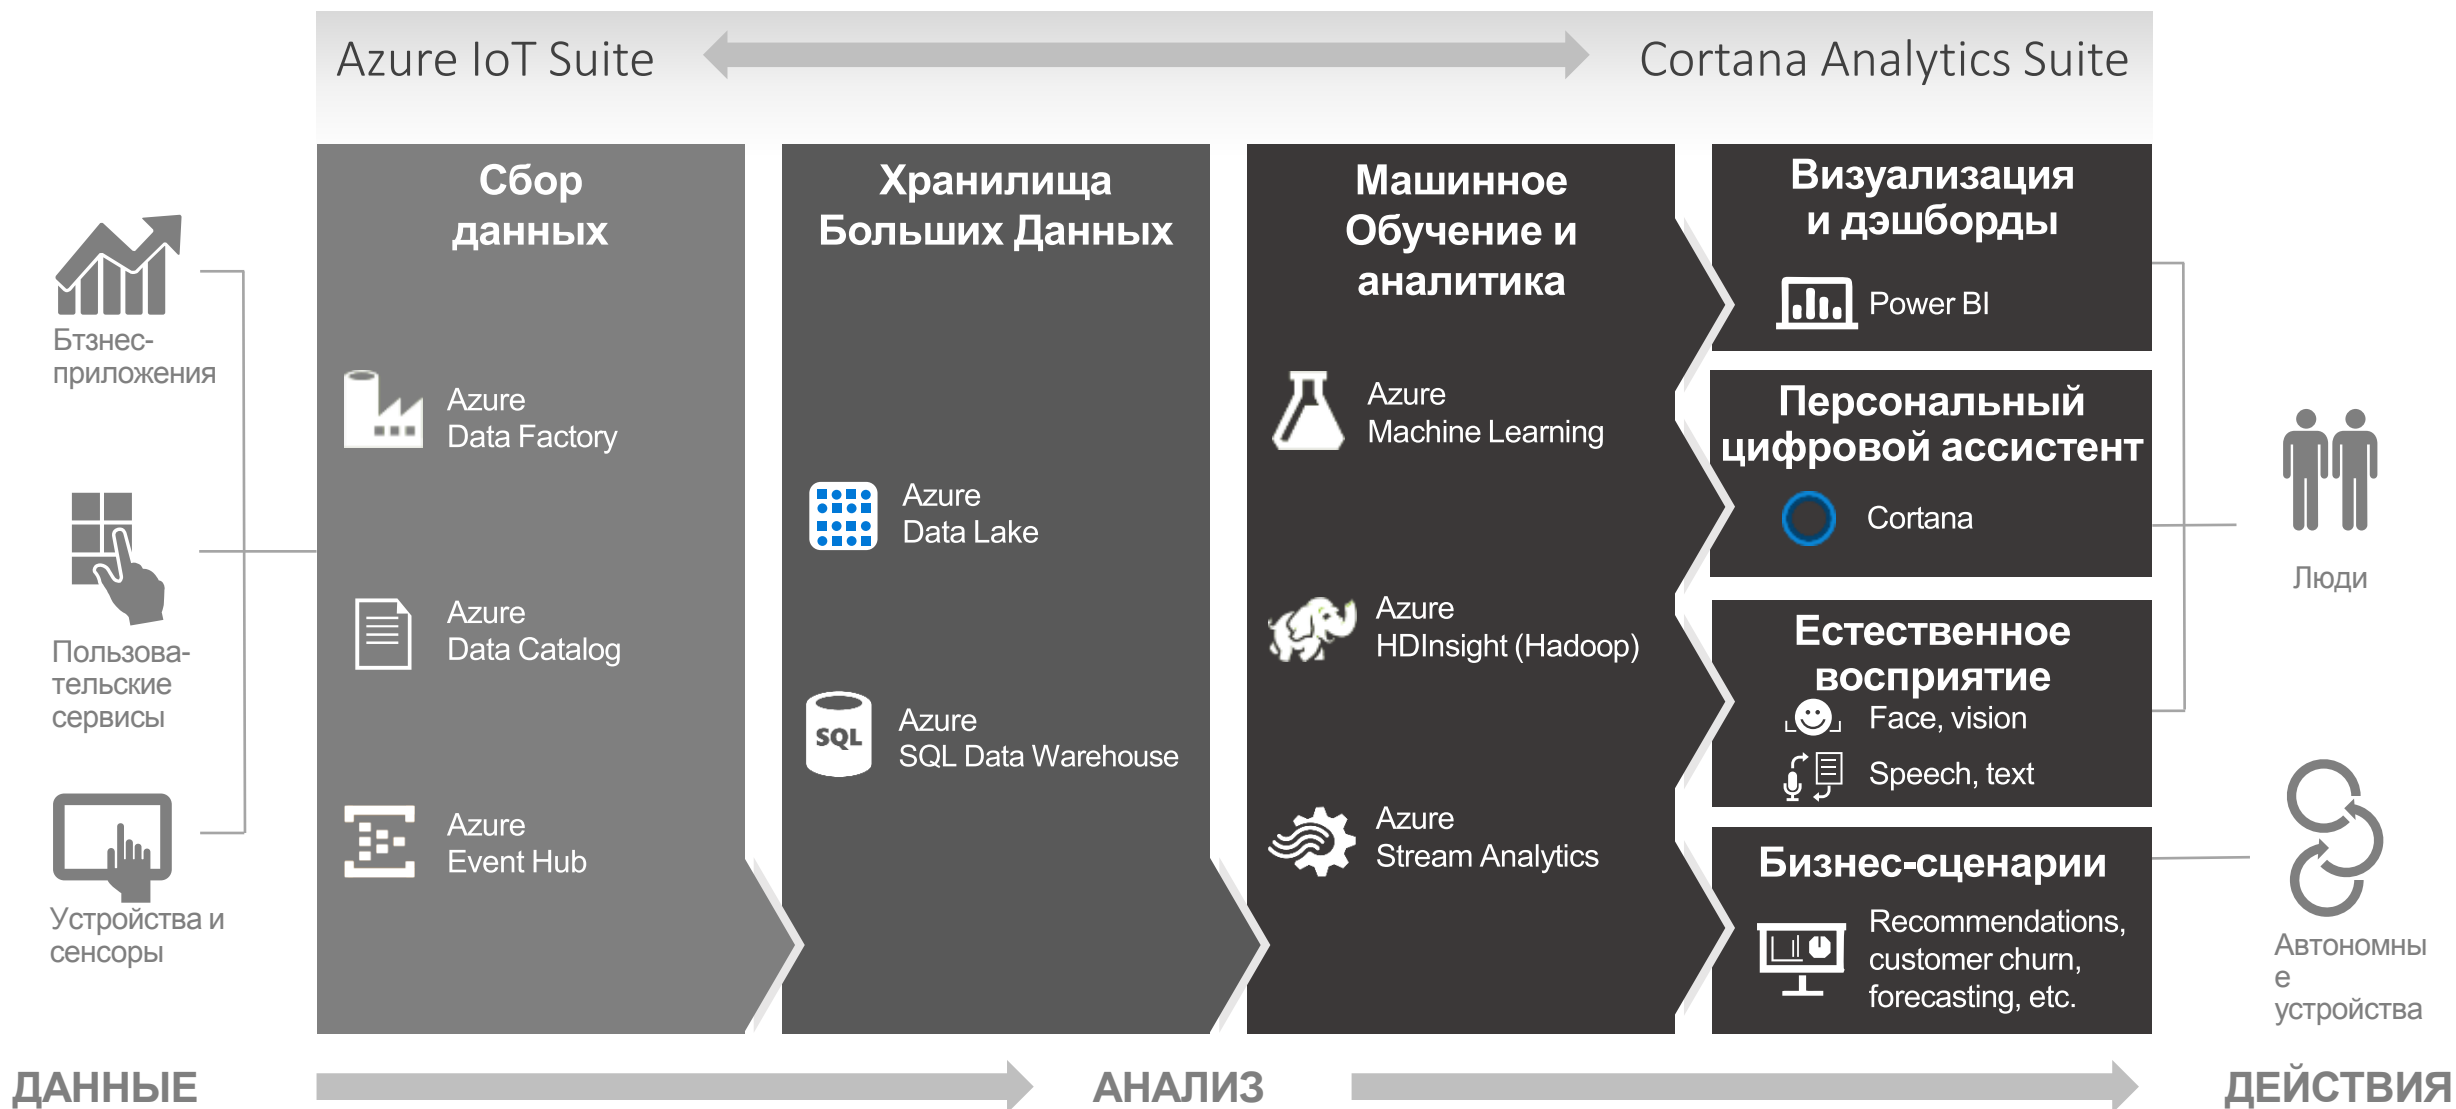 Azure IoT Suite
Cortana Analytics Suite
Бтзнес-
приложения
Пользова-
тельские
сервисы
Устройства и
сенсоры
Сбор
данных
Azure
Data Factory
Azure
Data Catalog
Azure
Event Hub
Хранилища
Больших Данных
Azure
Data Lake
SQL
Azure
SQL Data Warehouse
Машинное
Обучение и
аналитика
Azure
Machine Learning
Azure
HDInsight (Hadoop)
Azure
Stream Analytics
Визуализация
и дэшборды
Power BI
Персональный
цифровой ассистент
Cortana
Естественное
восприятие
Face, vision
Speech, text
Бизнес-сценарии
Recommendations,
customer churn,
forecasting, etc.
Люди
Автономны
е
устройства
ДАННЫЕ
АНАЛИЗ
ДЕЙСТВИЯ